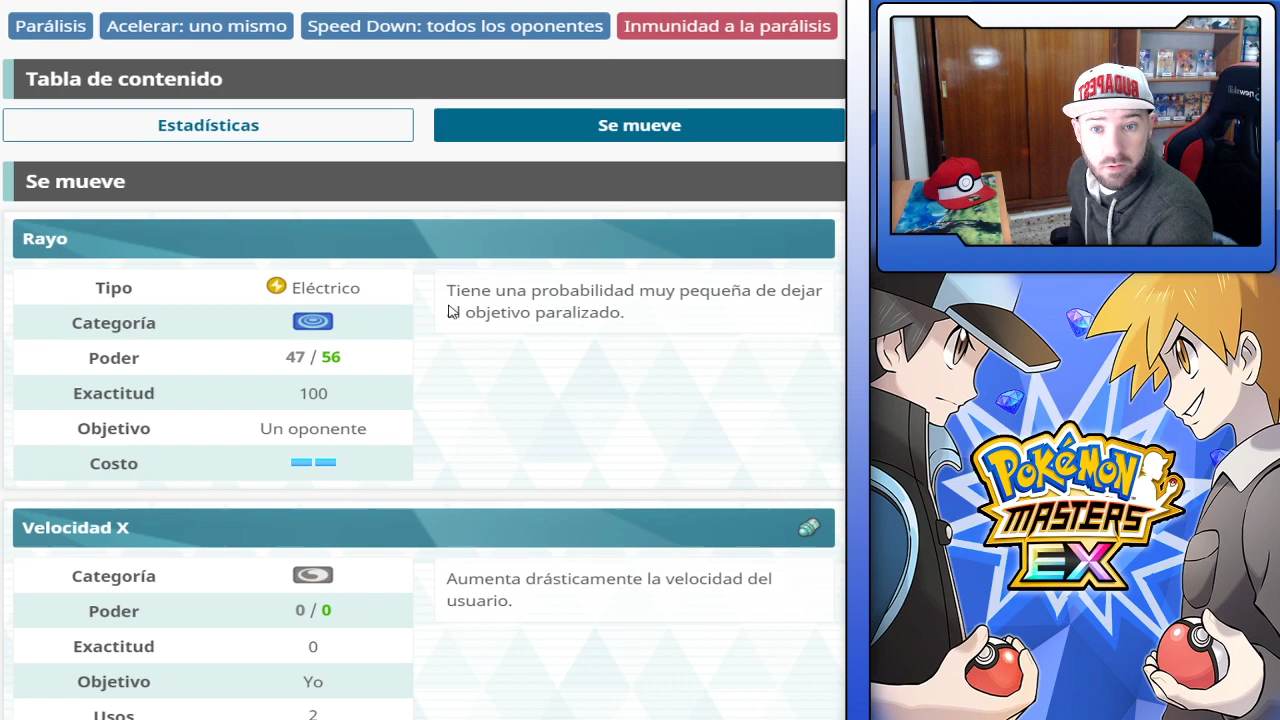 Parálisis Acelerar: uno mismo Speed Down: todos los oponentes Inmunidad a la parálisis
Tabla de contenido
Estadísticas Se mueve
Se mueve
Rayo
Tipo Eléctrico
Categoría
Poder 47 / 56
Exactitud 100
Objetivo Un oponente
Costo
Tiene una probabilidad muy pequeña de dejar
objetivo paralizado.
Velocidad X
Categoría
Poder 0 / 0
Exactitud 0
Objetivo Yo
Usos 2
Aumenta drásticamente la velocidad del
usuario.
BUDAPEST
POKéMON
MASTERS
EX